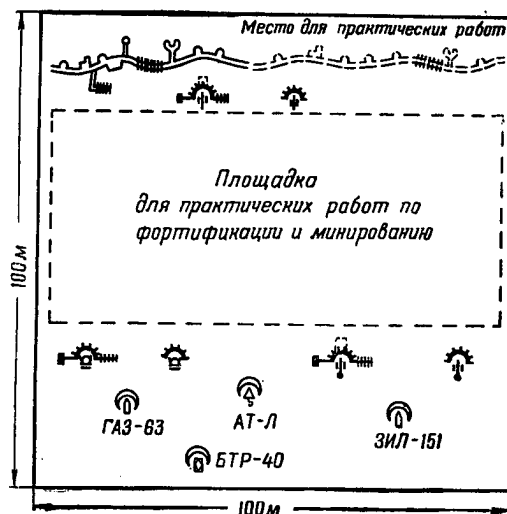 Место для практических работ
Площадка
для практических работ по
фортификации и минированию
100м
ГАЗ-63
АТ-Л
ЗИЛ-151
БТР-40
100м